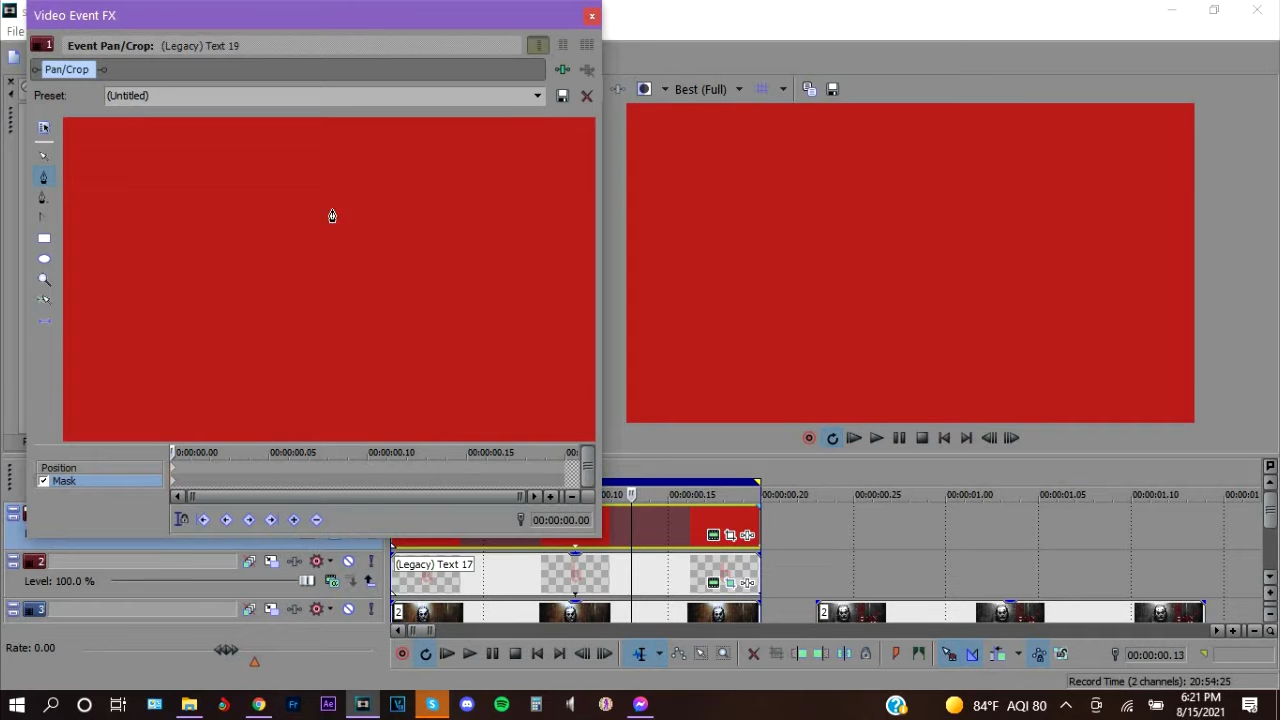 Video Event FX
File
1 Event Pan/Crop: (Legacy) Text 19
Pan/Crop
Preset: (Untitled)
Best (Full)
0:00:00.00 00:00:00.05 00:00:00.10 00:00:00.15 00:
Position
Mask
00:00:00.00
0.10 00:00:00.15 00:00:00.20 00:00:00.25 00:00:01.00 00:00:01.05 00:00:01.10 00:00:01
2
(Legacy) Text 17
Level: 100.0 %
3
2
2
Rate: 0.00
00:00:00.13
Record Time (2 channels): 20:54:25
Fr
Ae
V
S
84°F AQI 80
6:21 PM
8/15/2021